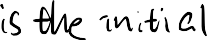 is the initial